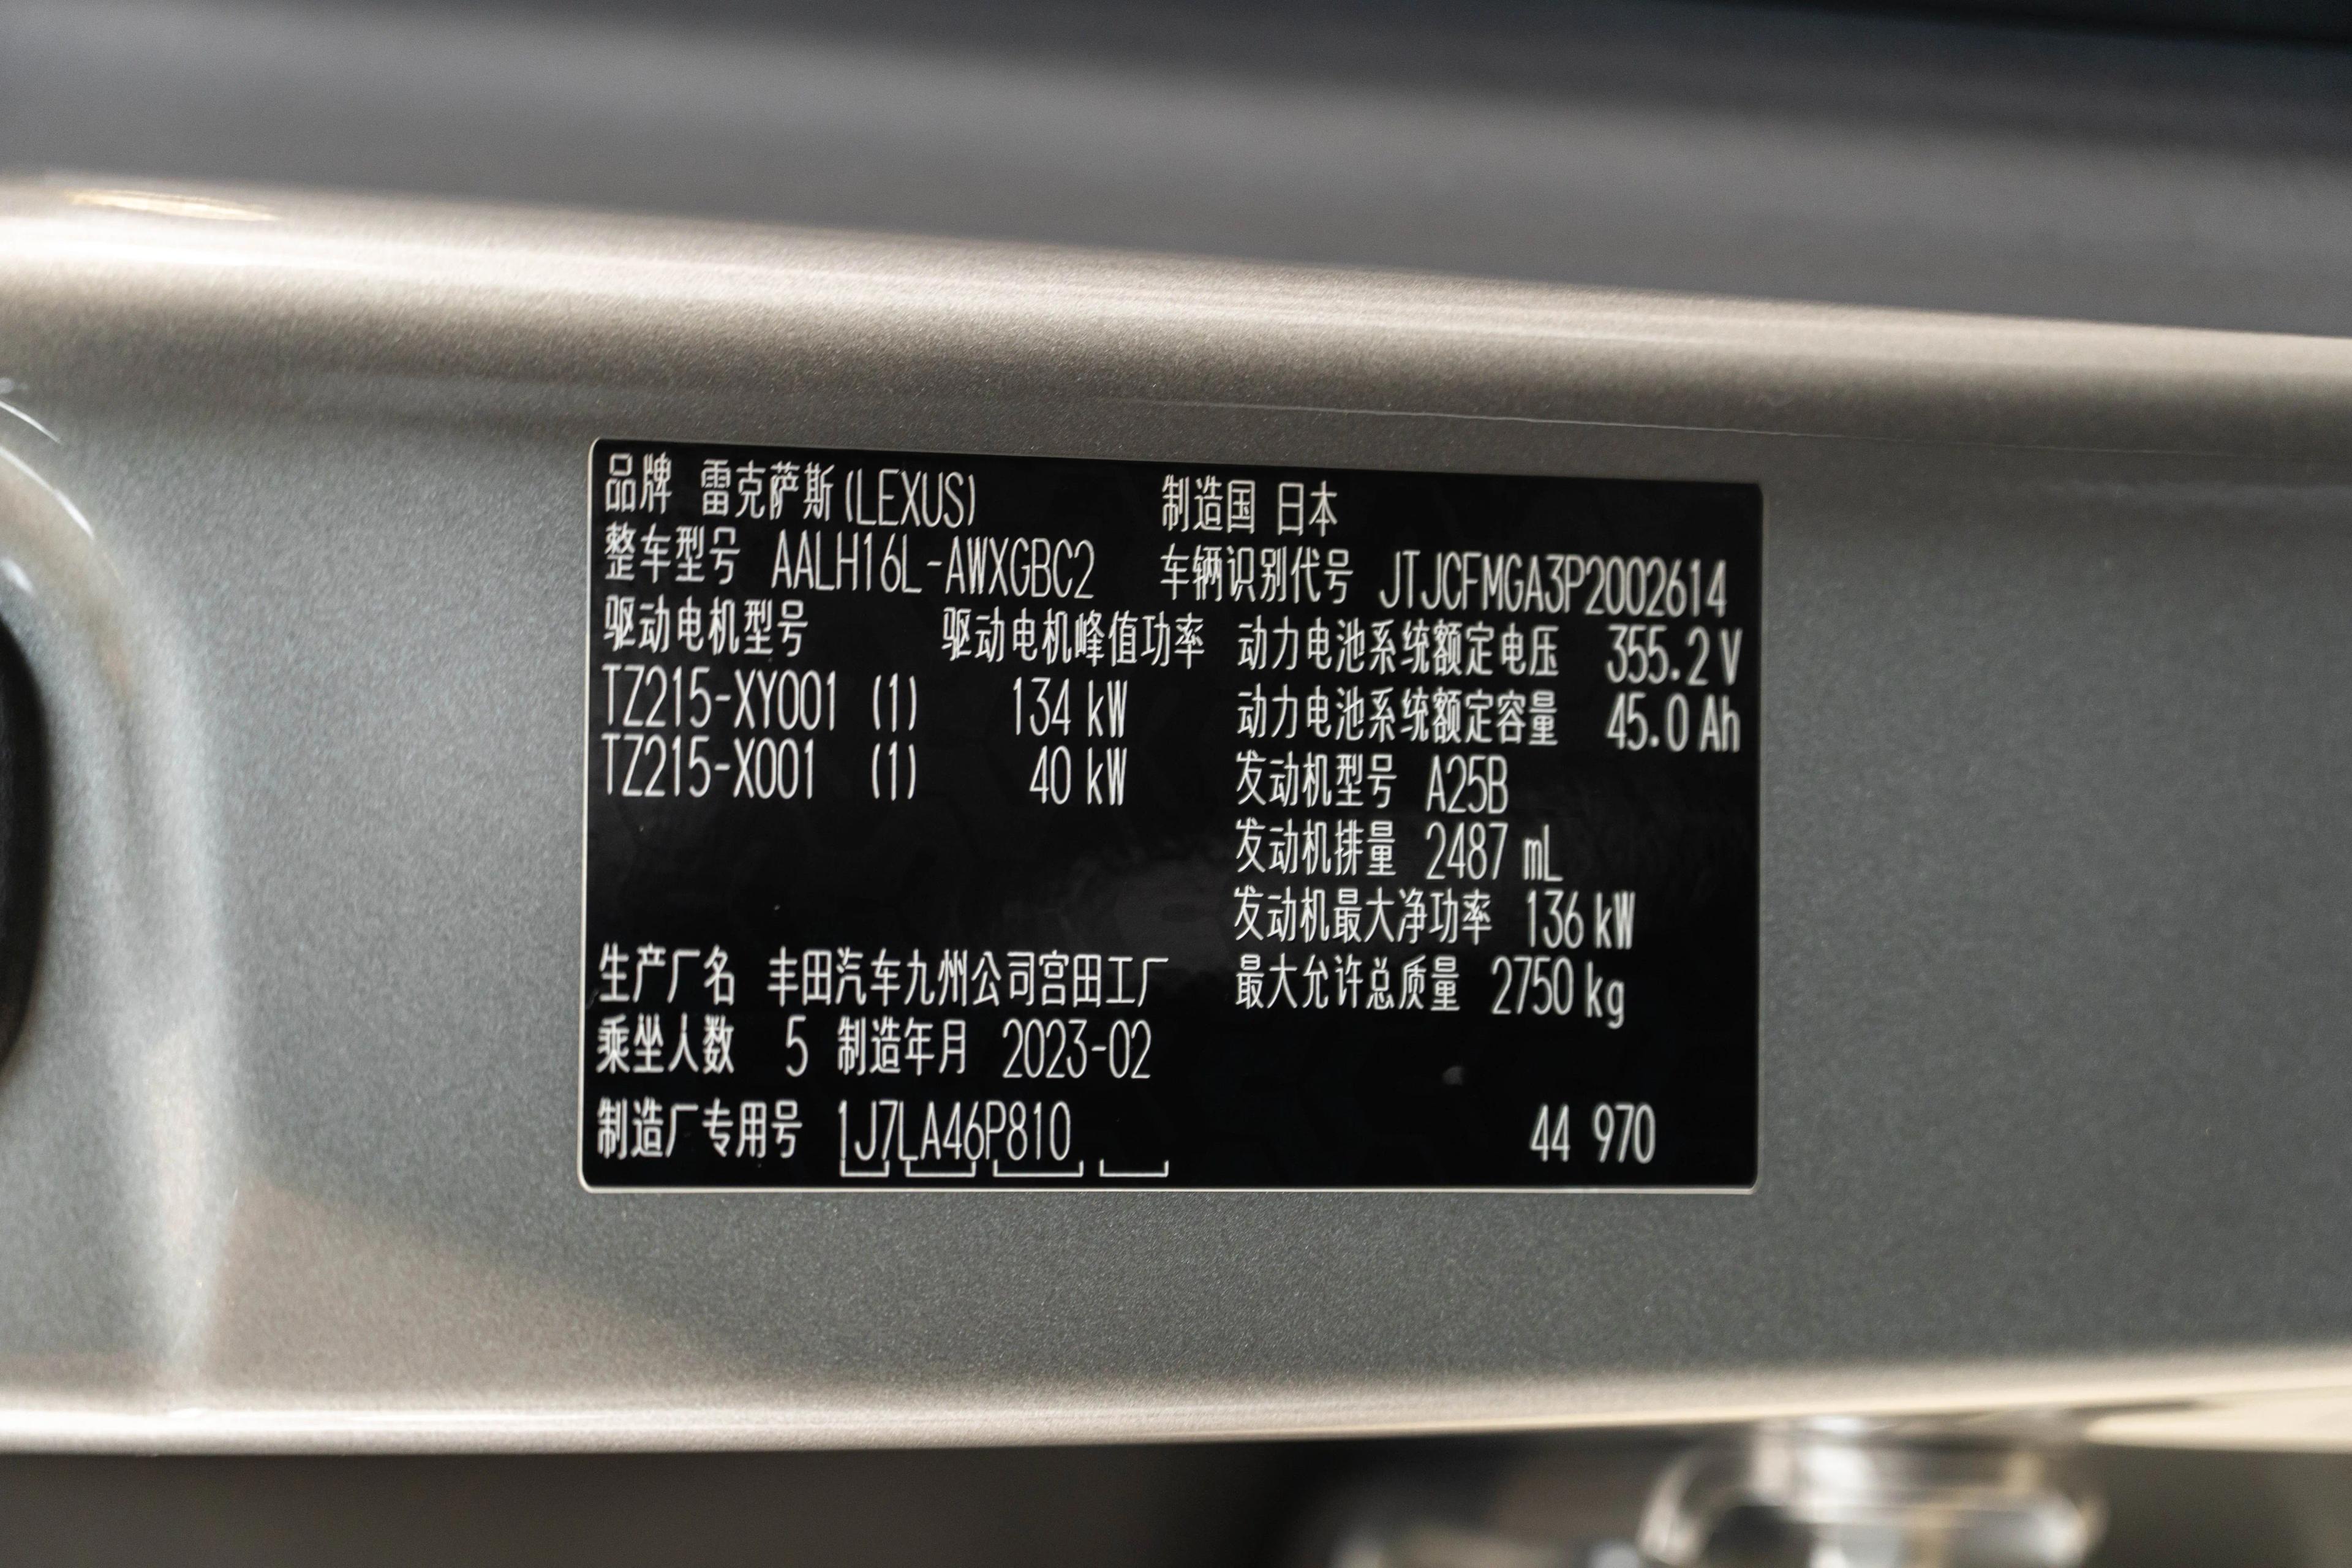 品牌 雷克萨斯(LEXUS) 制造国 日本
整车型号 AALH16L-AWXGBC2 车辆识别代号 JTJCFMGA3P2002614
驱动电机型号 驱动电机峰值功率 动力电池系统额定电压 355.2 V
TZ215-XY001 (1) 134 kW 动力电池系统额定容量 45.0 Ah
TZ215-X001 (1) 40 kW 发动机型号 A25B
发动机排量 2487 mL
发动机最大净功率 136 kW
生产厂名 丰田汽车九州公司宫田工厂 最大允许总质量 2750 kg
乘坐人数 5 制造年月 2023-02
制造厂专用号 1J7LA46P810 44 970